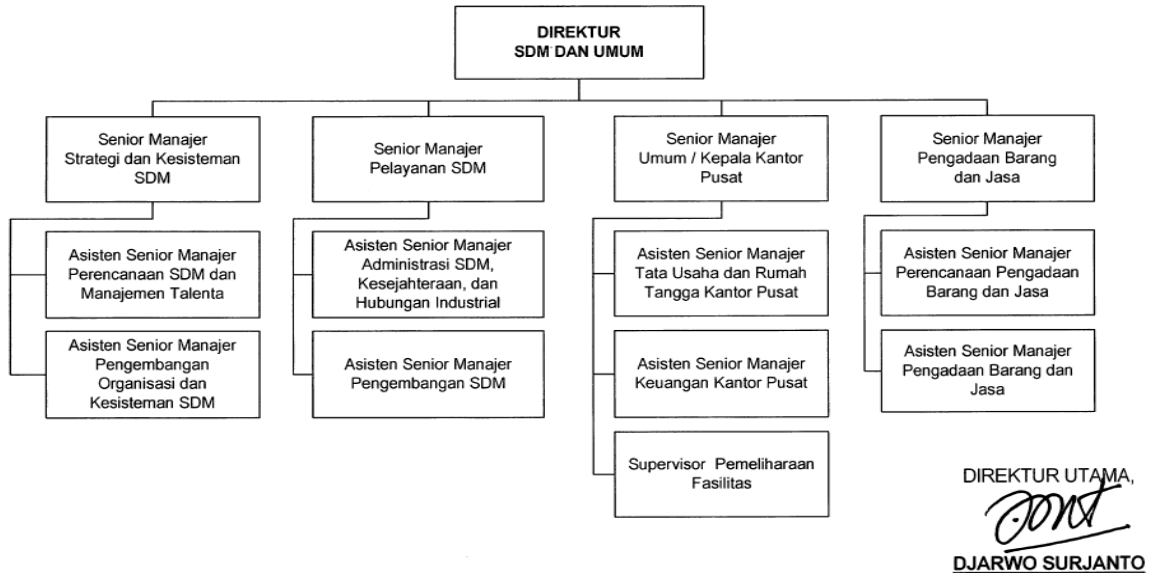 DIREKTUR
SDM DAN UMUM
Senior Manajer
Strategi dan Kesisteman
SDM
Senior Manajer
Pelayanan SDM
Senior Manajer
Umum / Kepala Kantor
Pusat
Senior Manajer
Pengadaan Barang
dan Jasa
Asisten Senior Manajer
Perencanaan SDM dan
Manajemen Talenta
Asisten Senior Manajer
Administrasi SDM,
Kesejahteraan, dan
Hubungan Industrial
Asisten Senior Manajer
Tata Usaha dan Rumah
Tangga Kantor Pusat
Asisten Senior Manajer
Perencanaan Pengadaan
Barang dan Jasa
Asisten Senior Manajer
Pengembangan
Organisasi dan
Kesisteman SDM
Asisten Senior Manajer
Pengembangan SDM
Asisten Senior Manajer
Keuangan Kantor Pusat
Asisten Senior Manajer
Pengadaan Barang dan
Jasa
Supervisor Pemeliharaan
Fasilitas
DIREKTUR UTAMA,
DJARWO SURJANTO